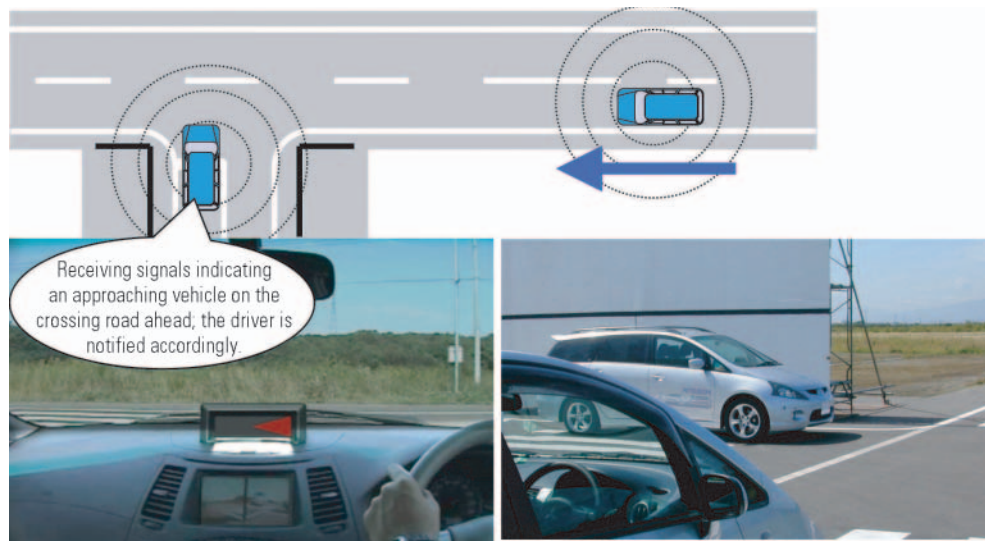 Receiving signals indicating
an approaching vehicle on the
crossing road ahead; the driver is
notified accordingly.